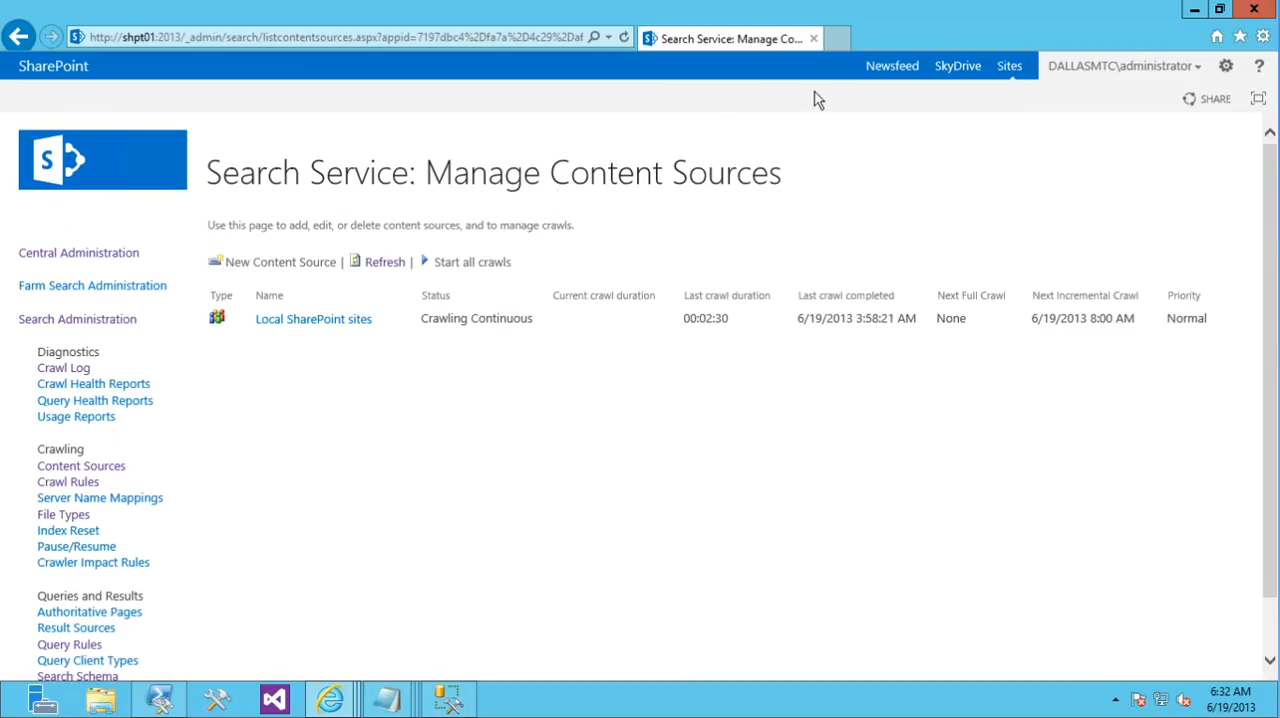 http://shpt01:2013/_admin/search/listcontentsources.aspx?appid=7197dbc4%2Dfa7a%2D4c29%2Daf
Search Service: Manage Co...
SharePoint
Newsfeed
SkyDrive
Sites
DALLASMTC\administrator
?
SHARE
S
Search Service: Manage Content Sources
Use this page to add, edit, or delete content sources, and to manage crawls.
New Content Source | Refresh | Start all crawls
Type Name Status Current crawl duration Last crawl duration Last crawl completed Next Full Crawl Next Incremental Crawl Priority
Local SharePoint sites Crawling Continuous 00:02:30 6/19/2013 3:58:21 AM None 6/19/2013 8:00 AM Normal
Central Administration
Farm Search Administration
Search Administration
Diagnostics
Crawl Log
Crawl Health Reports
Query Health Reports
Usage Reports
Crawling
Content Sources
Crawl Rules
Server Name Mappings
File Types
Index Reset
Pause/Resume
Crawler Impact Rules
Queries and Results
Authoritative Pages
Result Sources
Query Rules
Query Client Types
Search Schema
6:32 AM
6/19/2013